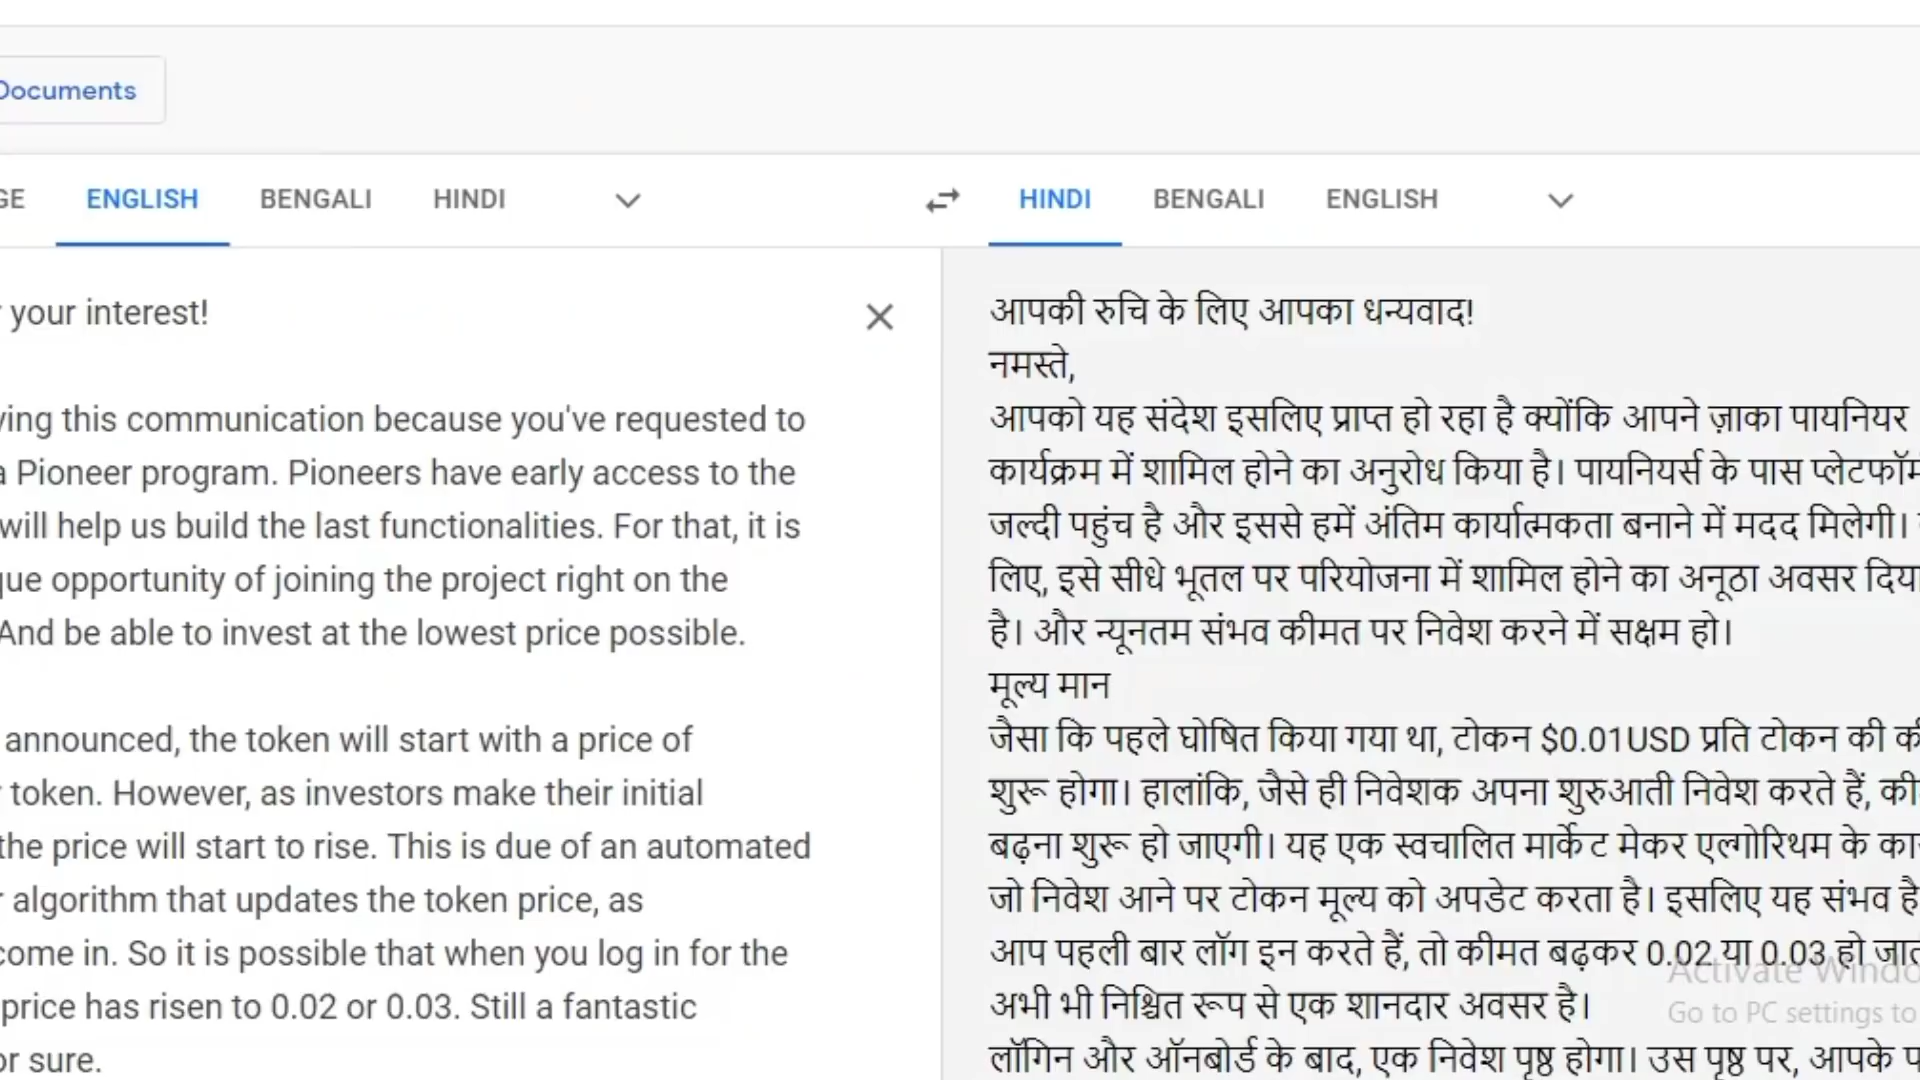 Documents
ENGLISH BENGALI HINDI
HINDI BENGALI ENGLISH
your interest!
this communication because you've requested to
Pioneer program. Pioneers have early access to the
will help us build the last functionalities. For that, it is
opportunity of joining the project right on the
And be able to invest at the lowest price possible.
announced, the token will start with a price of
token. However, as investors make their initial
the price will start to rise. This is due of an automated
algorithm that updates the token price, as
come in. So it is possible that when you log in for the
price has risen to 0.02 or 0.03. Still a fantastic
or sure.
आपकी रुचि के लिए आपका धन्यवाद!
नमस्ते,
आपको यह संदेश इसलिए प्राप्त हो रहा है क्योंकि आपने ज़ाका पायनियर
कार्यक्रम में शामिल होने का अनुरोध किया है। पायनियर्स के पास
जल्दी पहुंच है और इससे हमें अंतिम कार्यात्मकता बनाने में मदद मिलेगी।
लिए, इसे सीधे भूतल पर परियोजना में शामिल होने का अनूठा अवसर
है। और न्यूनतम संभव कीमत पर निवेश करने में सक्षम हो।
मूल्य मान
जैसा कि पहले घोषित किया गया था, टोकन $0.01USD प्रति टोकन की
शुरू होगा। हालांकि, जैसे ही निवेशक अपना शुरुआती निवेश करते हैं,
बढ़ना शुरू हो जाएगी। यह एक स्वचालित मार्केट मेकर एल्गोरिथम के
जो निवेश आने पर टोकन मूल्य को अपडेट करता है। इसलिए यह संभव है
आप पहली बार लॉग इन करते हैं, तो कीमत बढ़कर 0.02 या 0.03 हो
अभी भी निश्चित रूप से एक शानदार अवसर है।
लॉगिन और ऑनबोर्ड के बाद, एक निवेश पृष्ठ होगा। उस पृष्ठ पर, आपके
Activate
Go to PC settings to